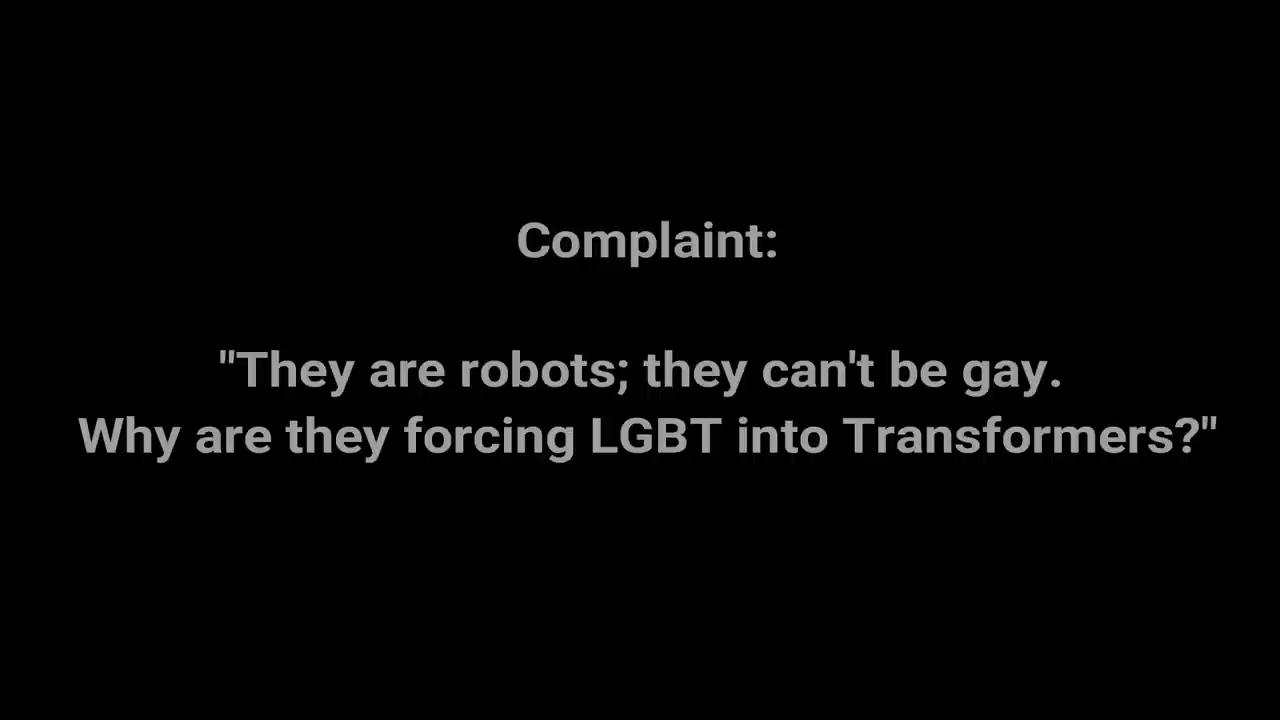 Complaint:
"They are robots; they can't be gay.
Why are they forcing LGBT into Transformers?"